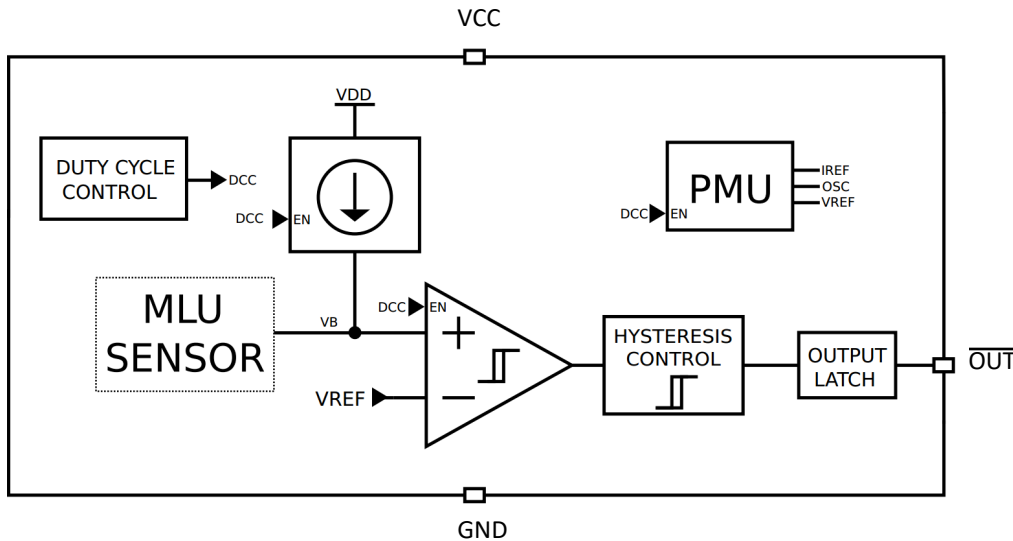 VCC
VDD
DUTY CYCLE
CONTROL
DCC
DCC
EN
PMU
IREF
OSC
VREF
DCC
EN
MLU
SENSOR
VB
DCC
EN
VREF
HYSTERESIS
CONTROL
OUTPUT
LATCH
OUT
GND